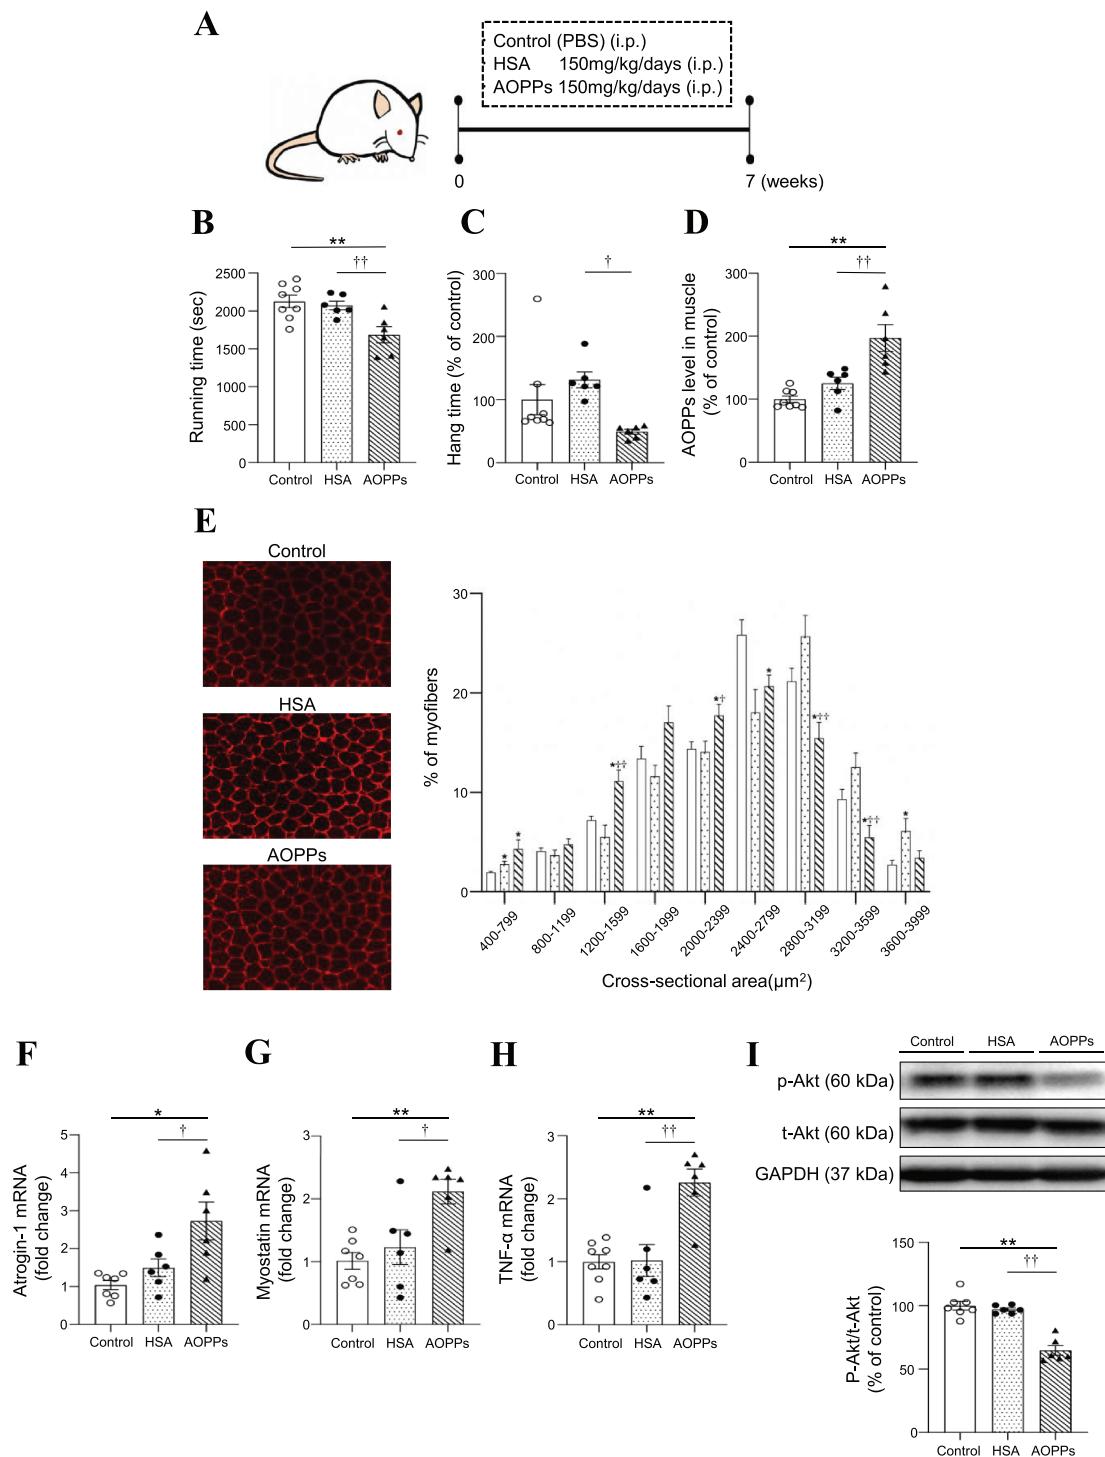 A
Control (PBS) (i.p.)
HSA 150mg/kg/days (i.p.)
AOPPs 150mg/kg/days (i.p.)
0
7 (weeks)
B
**
††
Running time (sec)
2500
2000
1500
1000
500
0
Control HSA AOPPs
C
†
Hang time (% of control)
300
200
100
0
Control HSA AOPPs
D
**
††
AOPPs level in muscle
(% of control)
300
200
100
0
Control HSA AOPPs
E
Control
HSA
AOPPs
% of myofibers
30
20
10
0
*
*
*††
*†
*
*††
*††
*
400-799
800-1199
1200-1599
1600-1999
2000-2399
2400-2799
2800-3199
3200-3599
3600-3999
Cross-sectional area(µm²)
F
*
†
Atrogin-1 mRNA
(fold change)
5
4
3
2
1
0
Control HSA AOPPs
G
**
†
Myostatin mRNA
(fold change)
3
2
1
0
Control HSA AOPPs
H
**
††
TNF-α mRNA
(fold change)
3
2
1
0
Control HSA AOPPs
I
Control HSA AOPPs
p-Akt (60 kDa)
t-Akt (60 kDa)
GAPDH (37 kDa)
**
††
P-Akt/t-Akt
(% of control)
150
100
50
0
Control HSA AOPPs